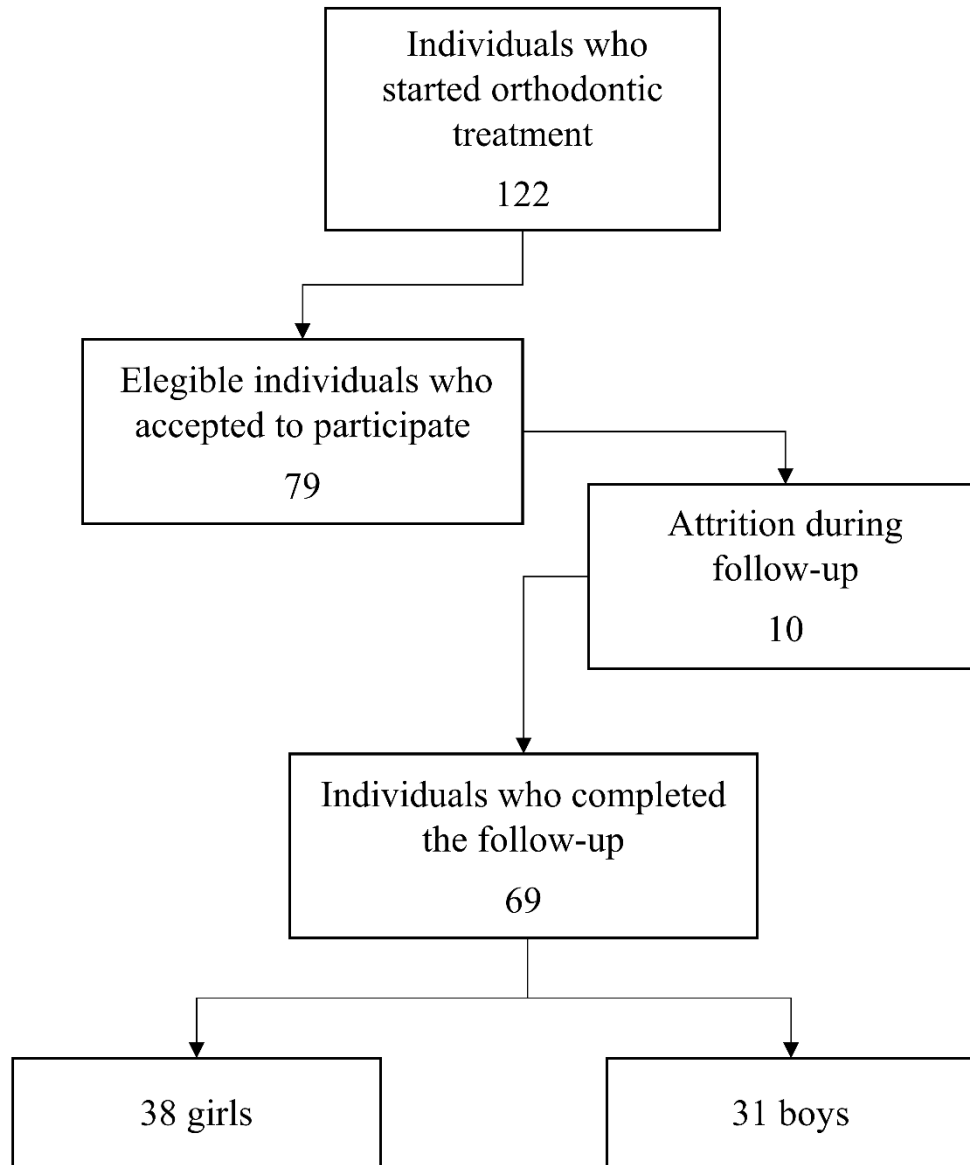 Individuals who
started orthodontic
treatment
122
Elegible individuals who
accepted to participate
79
Attrition during
follow-up
10
Individuals who completed
the follow-up
69
38 girls
31 boys